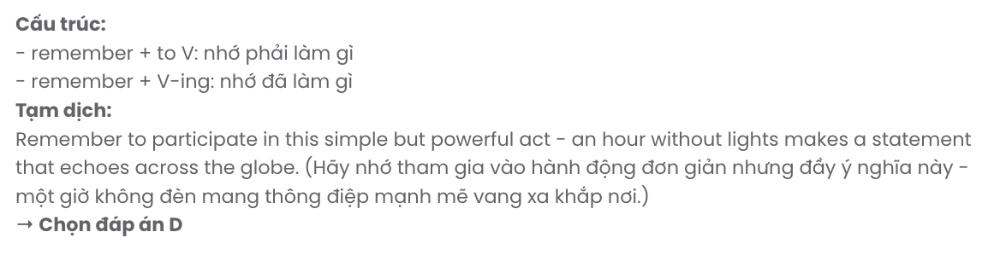 Cấu trúc:
- remember + to V: nhớ phải làm gì
- remember + V-ing: nhớ đã làm gì
Tạm dịch:
Remember to participate in this simple but powerful act - an hour without lights makes a statement
that echoes across the globe. (Hãy nhớ tham gia vào hành động đơn giản nhưng đầy ý nghĩa này -
một giờ không đèn mang thông điệp mạnh mẽ vang xa khắp nơi.)
→ Chọn đáp án D